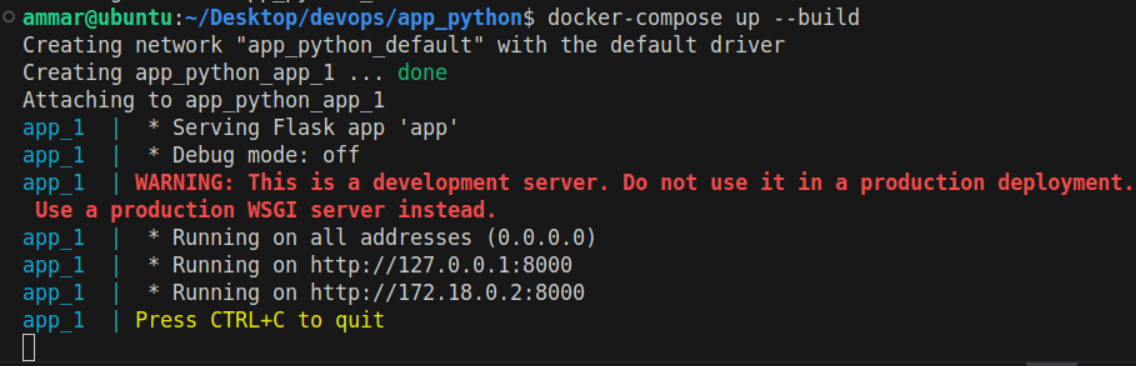 ammar@ubuntu:~/Desktop/devops/app_python$ docker-compose up --build
Creating network "app_python_default" with the default driver
Creating app_python_app_1 ... done
Attaching to app_python_app_1
app_1  |  * Serving Flask app 'app'
app_1  |  * Debug mode: off
app_1  | WARNING: This is a development server. Do not use it in a production deployment.
 Use a production WSGI server instead.
app_1  |  * Running on all addresses (0.0.0.0)
app_1  |  * Running on http://127.0.0.1:8000
app_1  |  * Running on http://172.18.0.2:8000
app_1  | Press CTRL+C to quit